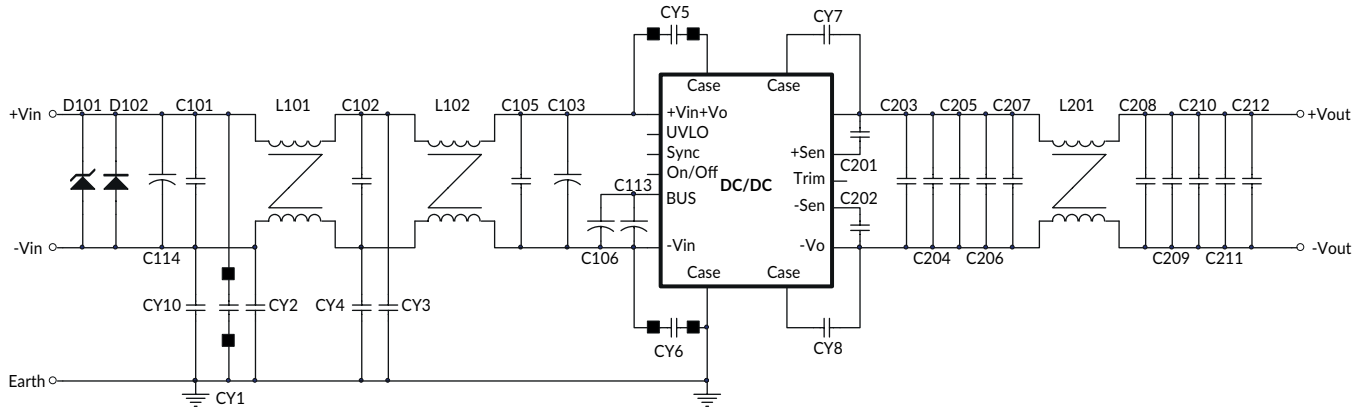 CY5
CY7
Case
Case
D101
D102
C101
L101
C102
L102
C105
C103
+Vin+Vo
C203
C205
C207
L201
C208
C210
C212
+Vin
+Vout
UVLO
Sync
+Sen
C201
On/Off
Trim
C113
DC/DC
BUS
-Sen
C202
-Vin
-Vin
-Vo
-Vout
C114
C106
C204
C206
C209
C211
Case
Case
CY10
CY2
CY4
CY3
CY6
CY8
Earth
CY1